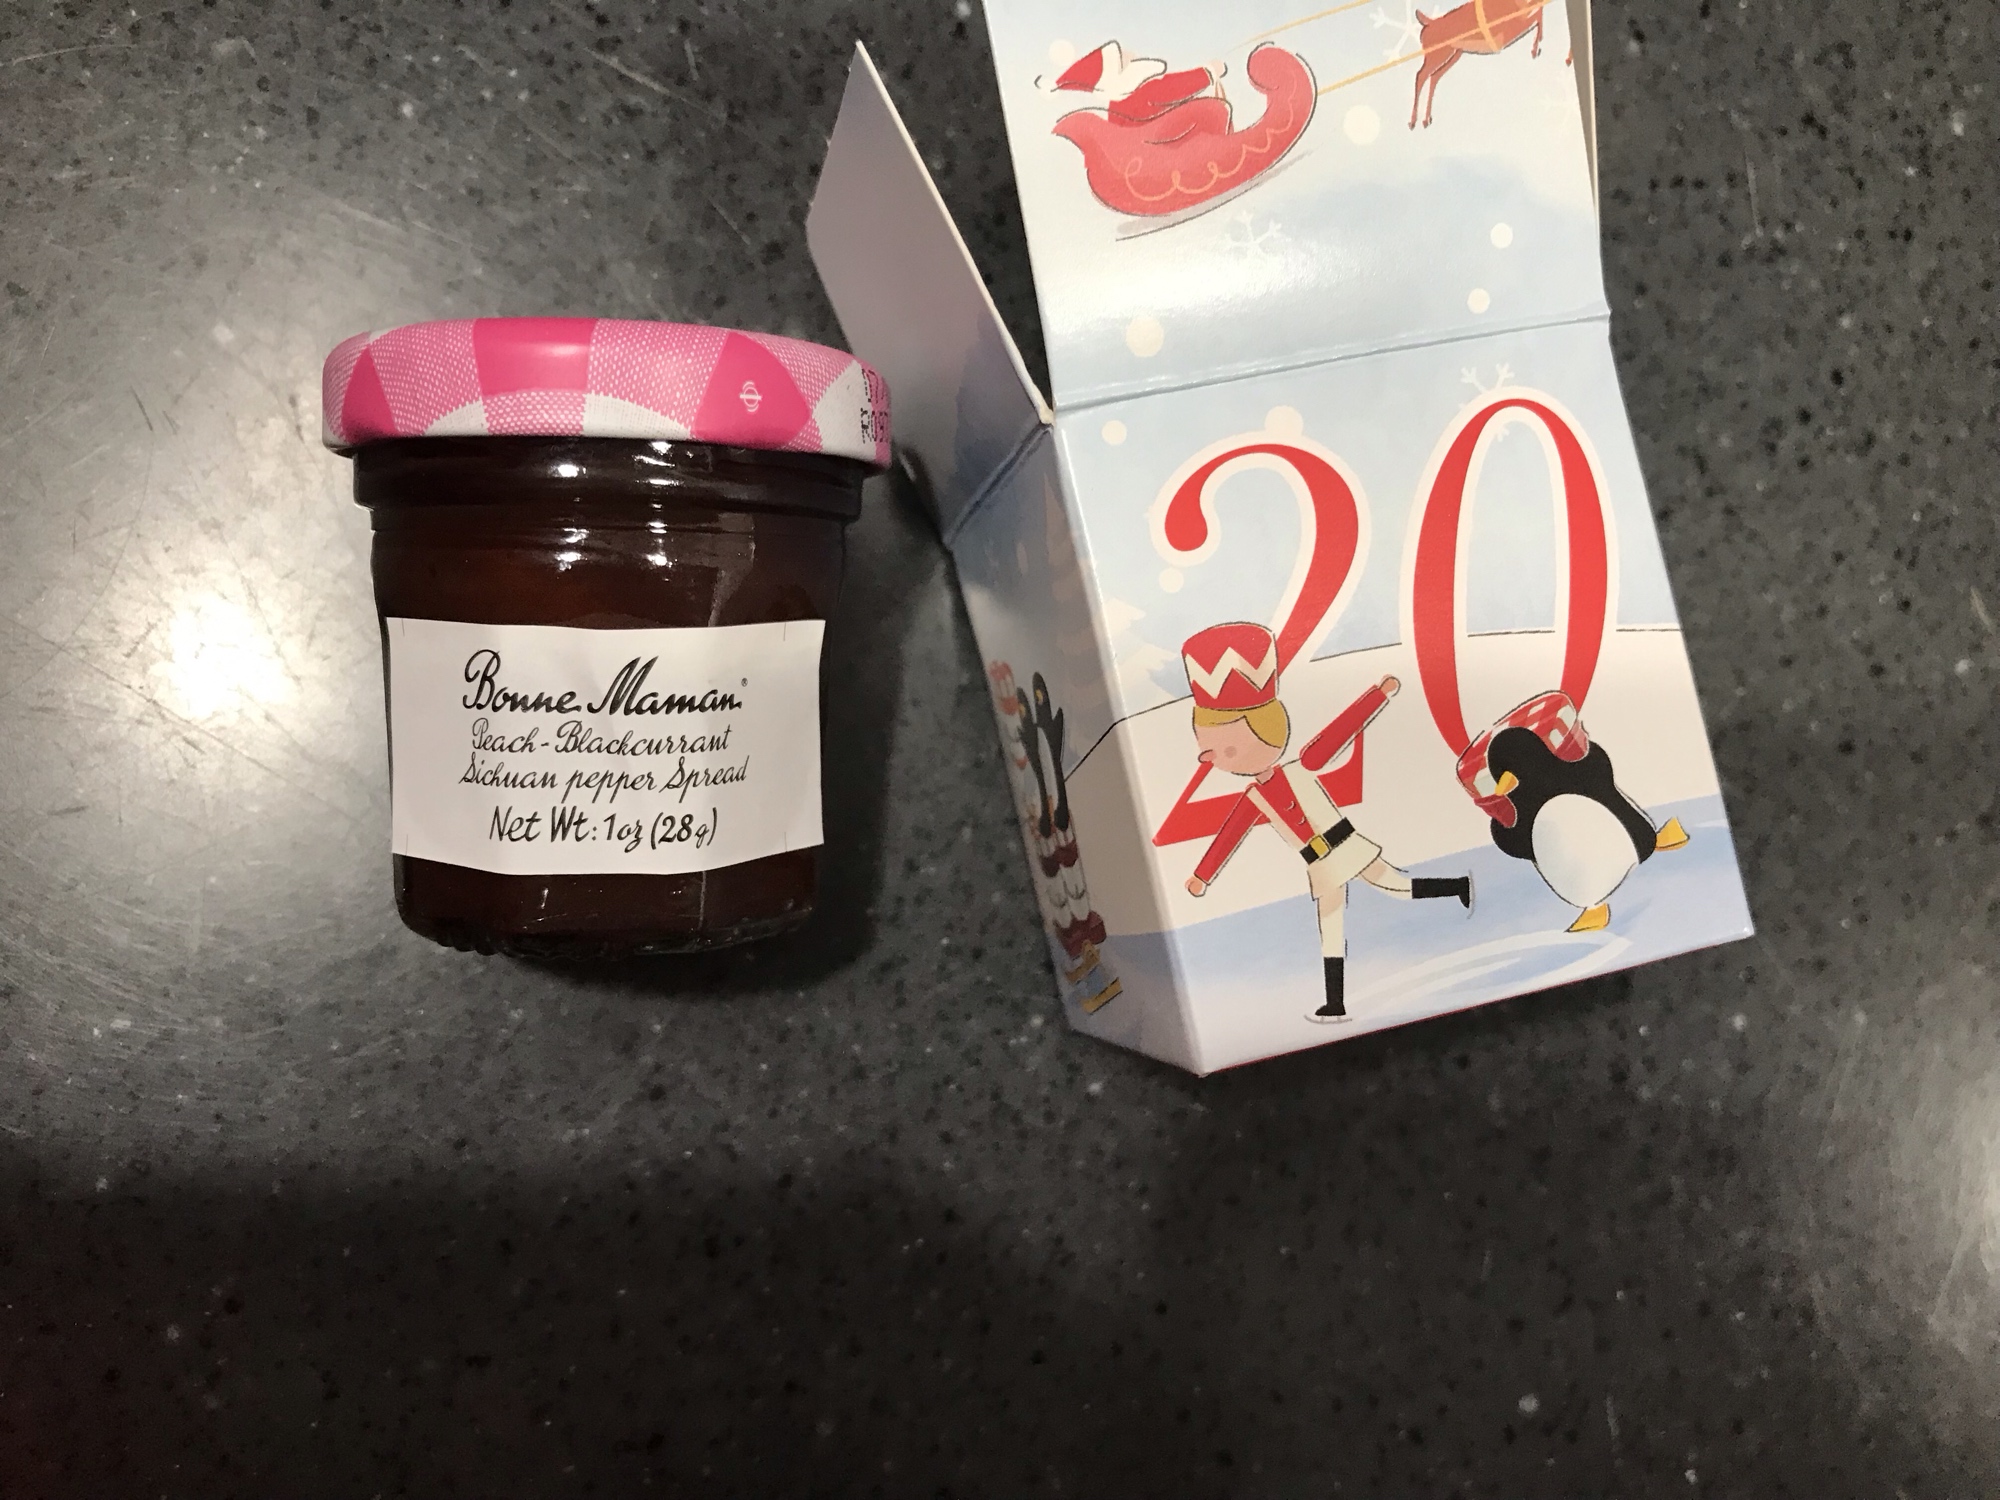 Bonne Maman®
Peach-Blackcurrant
Sichuan pepper Spread
Net Wt: 1oz (28g)
20